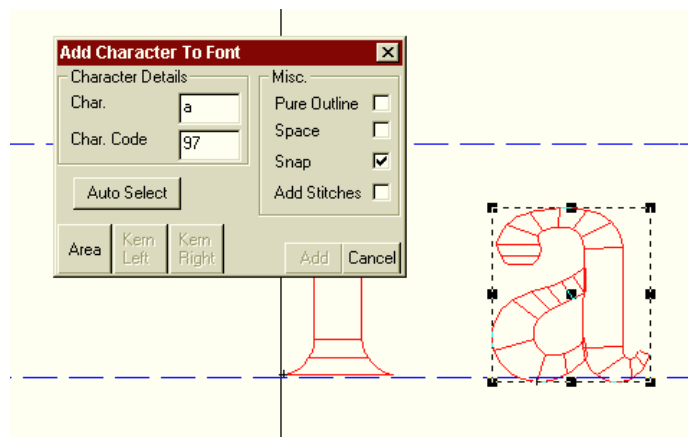 Add Character To Font
Character Details
Char.
a
Char. Code
97
Auto Select
Misc.
Pure Outline
Space
Snap
Add Stitches
Area
Kern
Left
Kern
Right
Add
Cancel
a